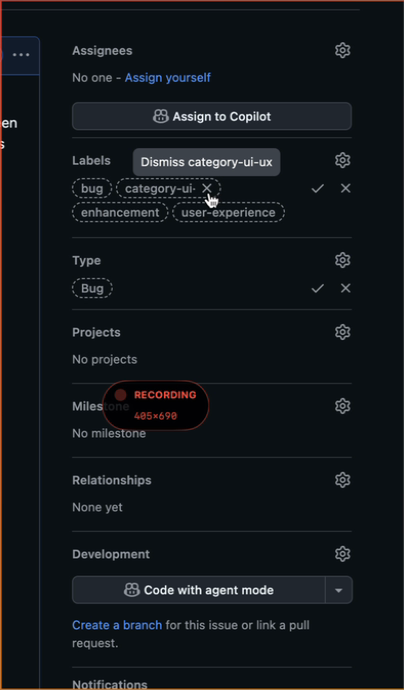 Assignees
en
s
No one - Assign yourself
Assign to Copilot
Labels
Dismiss category-ui-ux
bug category-ui-
enhancement user-experience
Type
Bug
Projects
No projects
RECORDING
Milestone
405×690
No milestone
Relationships
None yet
Development
Code with agent mode
Create a branch for this issue or link a pull
request.
Notifications